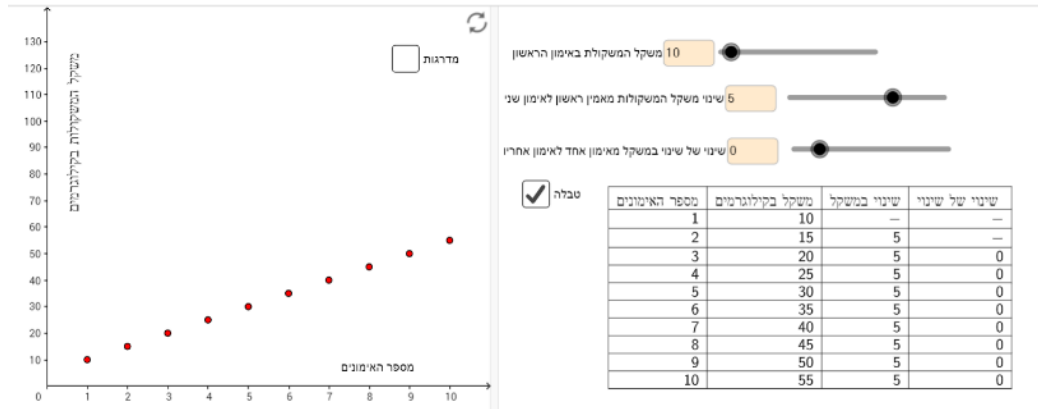 130
120
110
100
90
80
70
60
50
40
30
20
10
0 1 2 3 4 5 6 7 8 9 10
משקל המשקולות בקילוגרמים
מדרגות
מספר האימונים
משקל המשקולת באימון הראשון 10
שינוי משקל המשקולות מאמין ראשון לאימון שני 5
שינוי של שינוי במשקל מאימון אחד לאימון אחריו 0
טבלה
מספר האימונים משקל בקילוגרמים שינוי במשקל שינוי של שינוי
1 10 – –
2 15 5 –
3 20 5 0
4 25 5 0
5 30 5 0
6 35 5 0
7 40 5 0
8 45 5 0
9 50 5 0
10 55 5 0